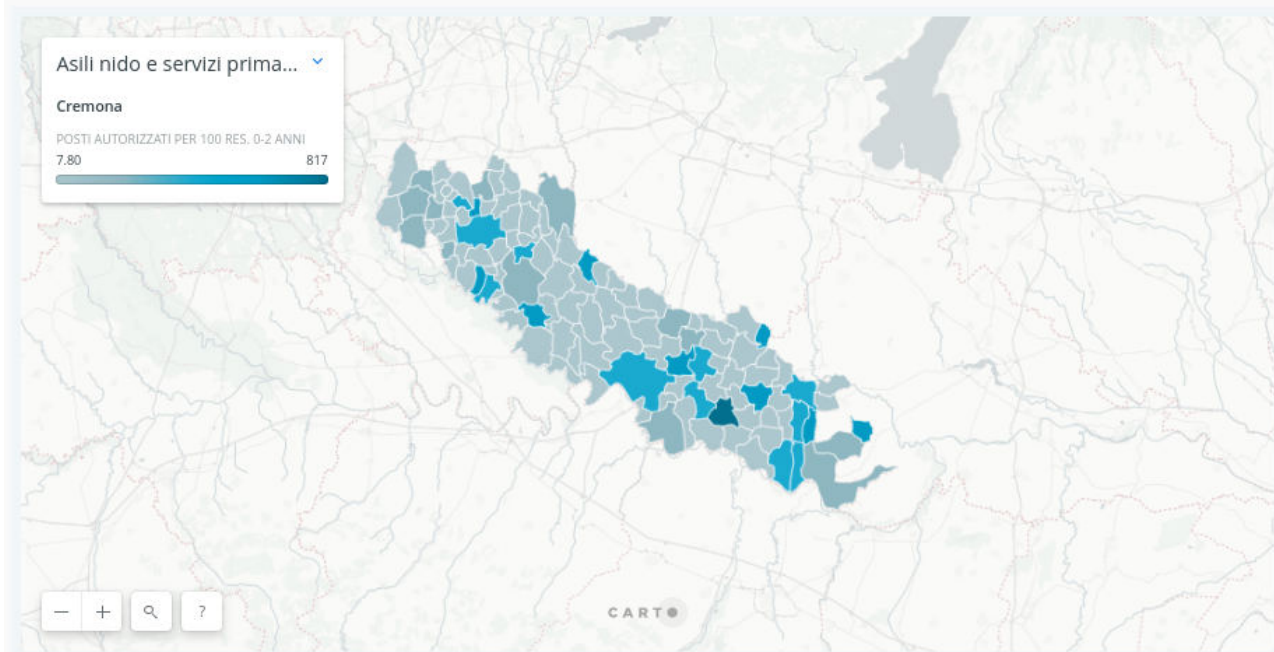 Asili nido e servizi prima...
Cremona
POSTI AUTORIZZATI PER 100 RES. 0-2 ANNI
7.80 817
− + ?
CARTO